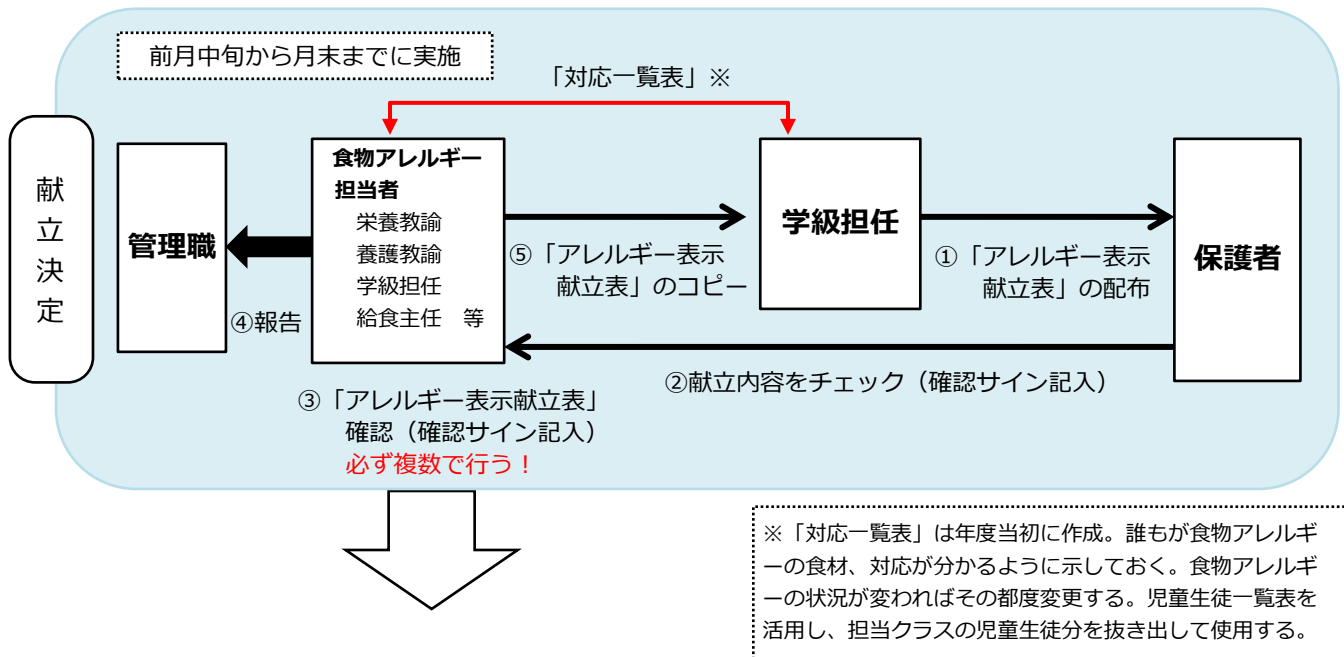 前月中旬から月末までに実施
「対応一覧表」※
献立決定
管理職
食物アレルギー
担当者
栄養教諭
養護教諭
学級担任
給食主任　等
④報告
⑤「アレルギー表示
献立表」のコピー
学級担任
①「アレルギー表示
献立表」の配布
保護者
②献立内容をチェック（確認サイン記入）
③「アレルギー表示献立表」
確認（確認サイン記入）
必ず複数で行う！
※「対応一覧表」は年度当初に作成。誰もが食物アレルギ
ーの食材、対応が分かるように示しておく。食物アレルギ
ーの状況が変わればその都度変更する。児童生徒一覧表を
活用し、担当クラスの児童生徒分を抜き出して使用する。